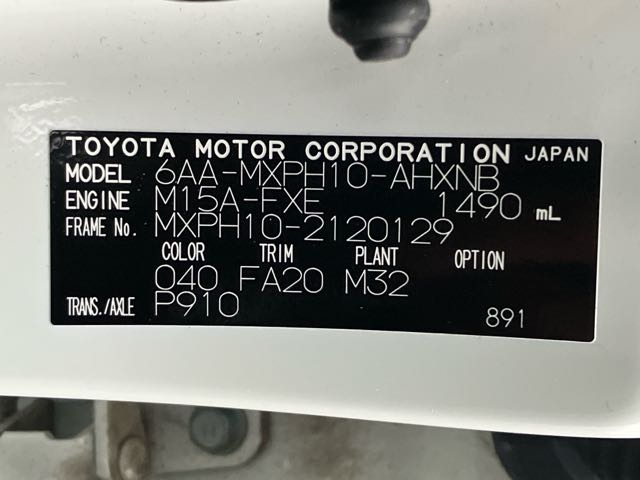 TOYOTA MOTOR CORPORATION JAPAN
MODEL 6AA-MXPH10-AHXNB
ENGINE M15A-FXE 1490 mL
FRAME No. MXPH10-2120129
COLOR TRIM PLANT OPTION
040 FA20 M32
TRANS./AXLE P910
891